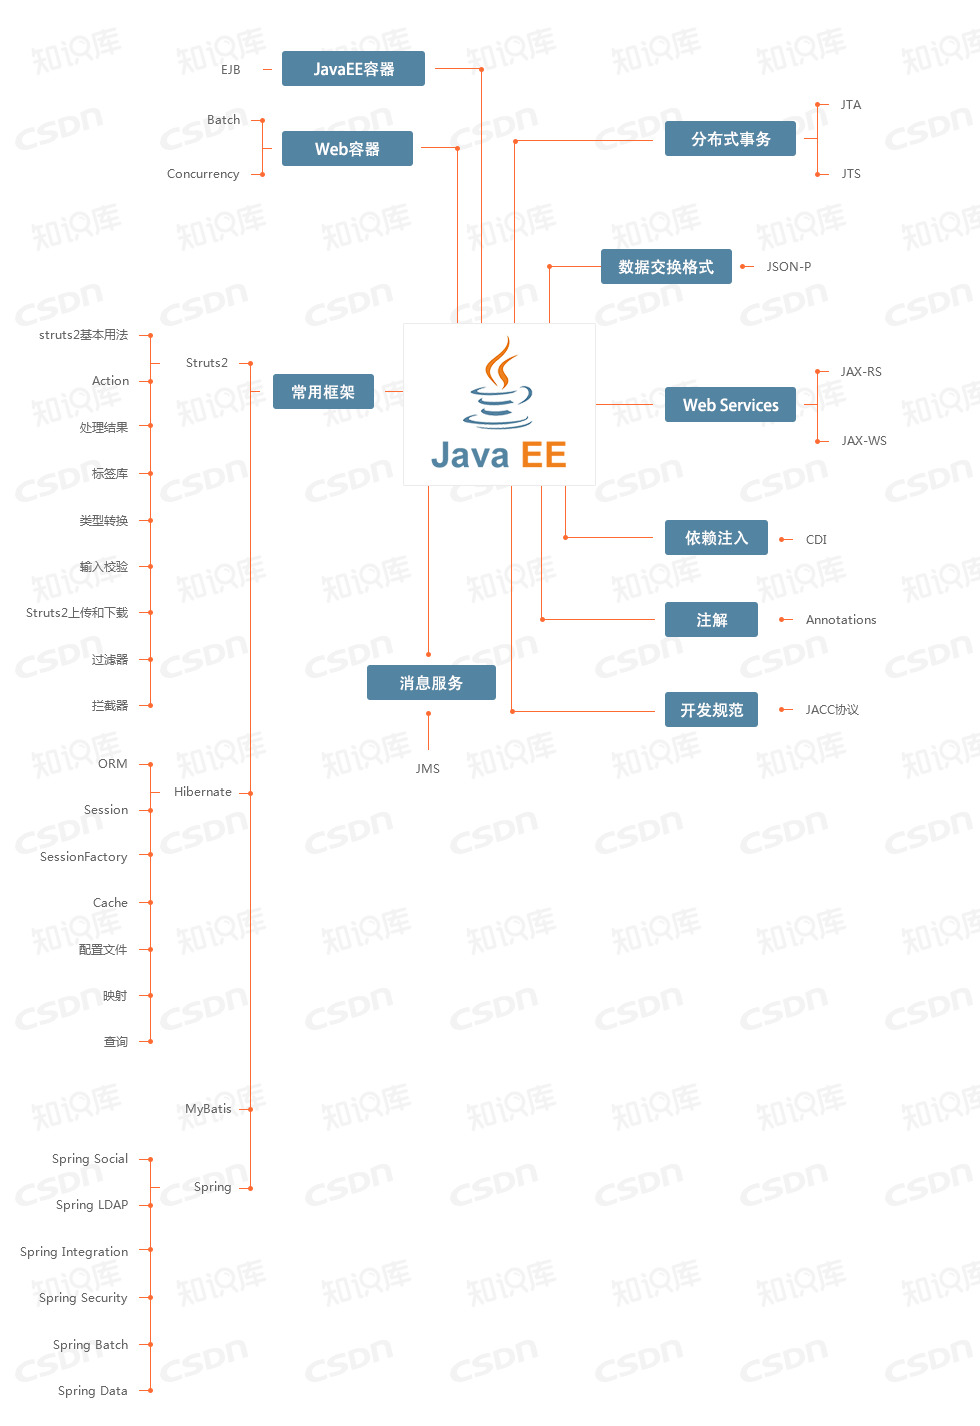 JavaEE容器
EJB
Web容器
Batch
Concurrency
分布式事务
JTA
JTS
数据交换格式
JSON-P
Java EE
常用框架
Struts2
struts2基本用法
Action
处理结果
标签库
类型转换
输入校验
Struts2上传和下载
过滤器
拦截器
Hibernate
ORM
Session
SessionFactory
Cache
配置文件
映射
查询
MyBatis
Spring
Spring Social
Spring LDAP
Spring Integration
Spring Security
Spring Batch
Spring Data
Web Services
JAX-RS
JAX-WS
依赖注入
CDI
注解
Annotations
开发规范
JACC协议
消息服务
JMS
知识库
CSDN